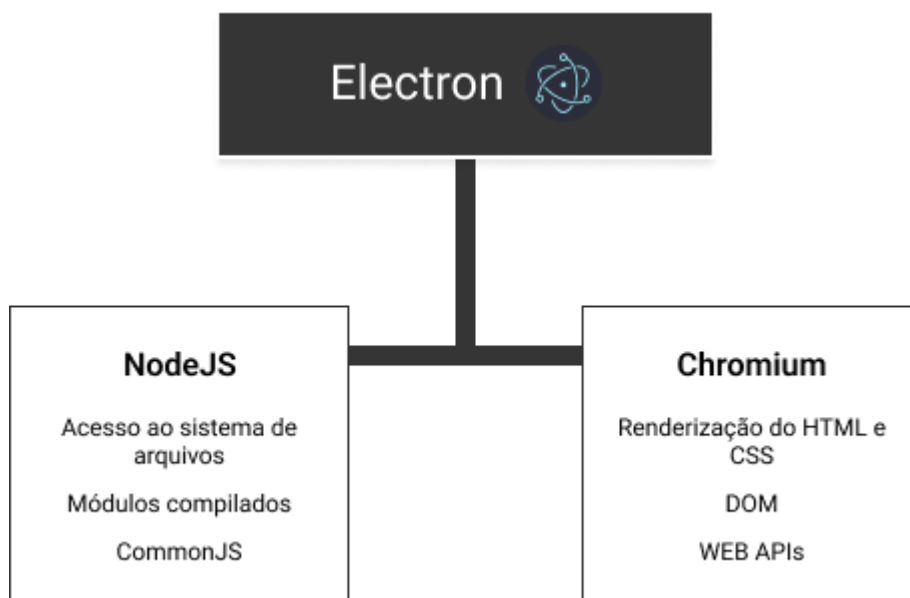 Electron
NodeJS
Acesso ao sistema de
arquivos
Módulos compilados
CommonJS
Chromium
Renderização do HTML e
CSS
DOM
WEB APIs